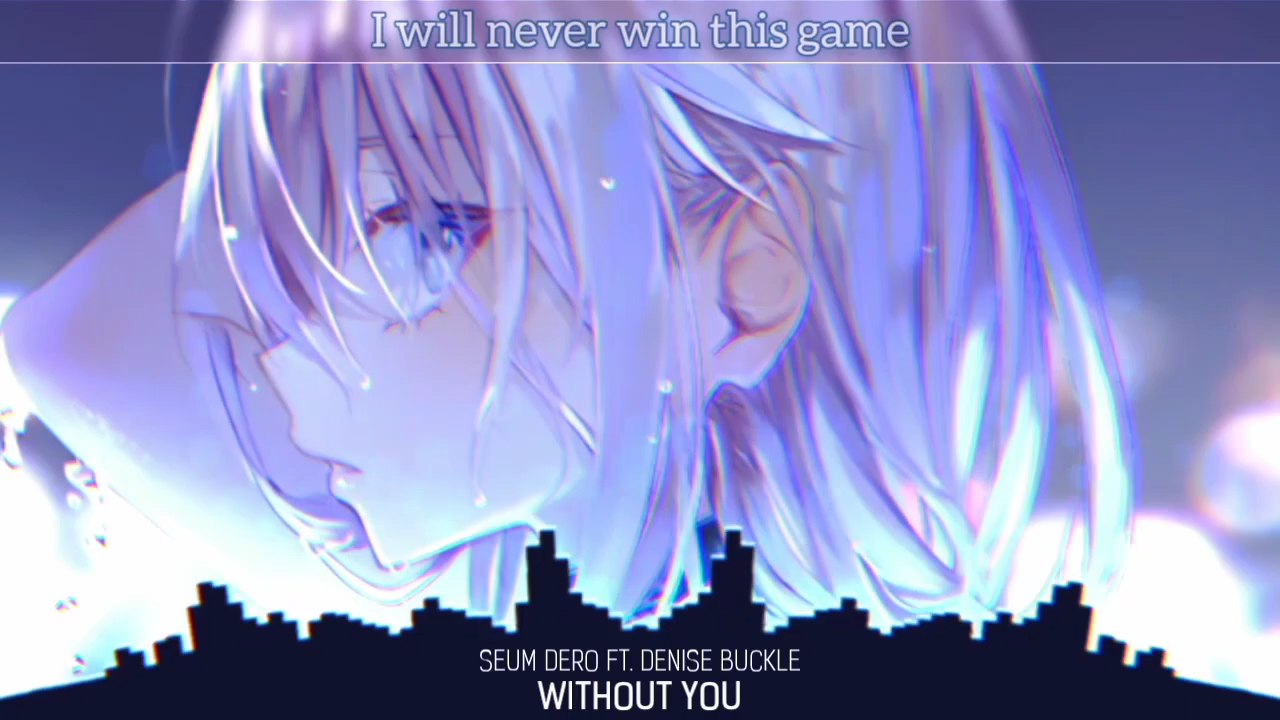 I will never win this game
SEUM DERO FT. DENISE BUCKLE
WITHOUT YOU